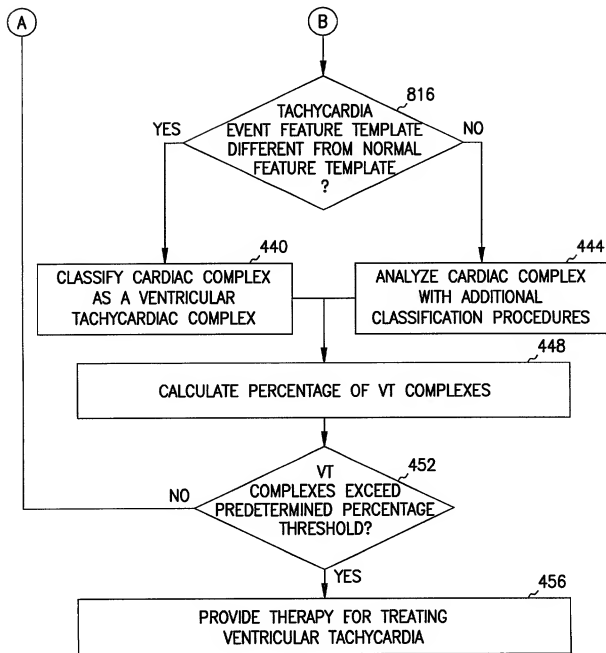 A
B
816
TACHYCARDIA
EVENT FEATURE TEMPLATE
DIFFERENT FROM NORMAL
FEATURE TEMPLATE
?
YES
NO
440
CLASSIFY CARDIAC COMPLEX
AS A VENTRICULAR
TACHYCARDIAC COMPLEX
444
ANALYZE CARDIAC COMPLEX
WITH ADDITIONAL
CLASSIFICATION PROCEDURES
448
CALCULATE PERCENTAGE OF VT COMPLEXES
452
VT
COMPLEXES EXCEED
PREDETERMINED PERCENTAGE
THRESHOLD?
NO
YES
456
PROVIDE THERAPY FOR TREATING
VENTRICULAR TACHYCARDIA